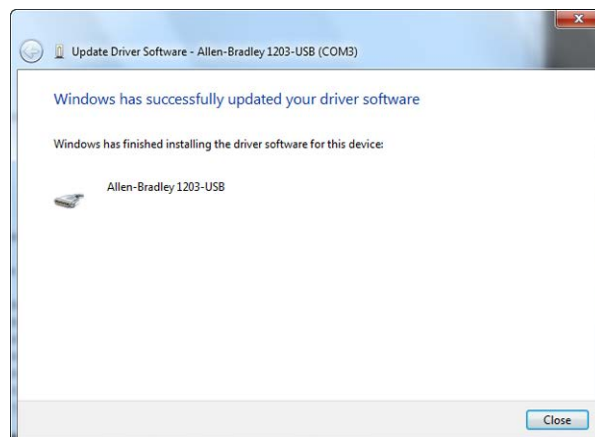 Update Driver Software - Allen-Bradley 1203-USB (COM3)
Windows has successfully updated your driver software
Windows has finished installing the driver software for this device:
Allen-Bradley 1203-USB
Close